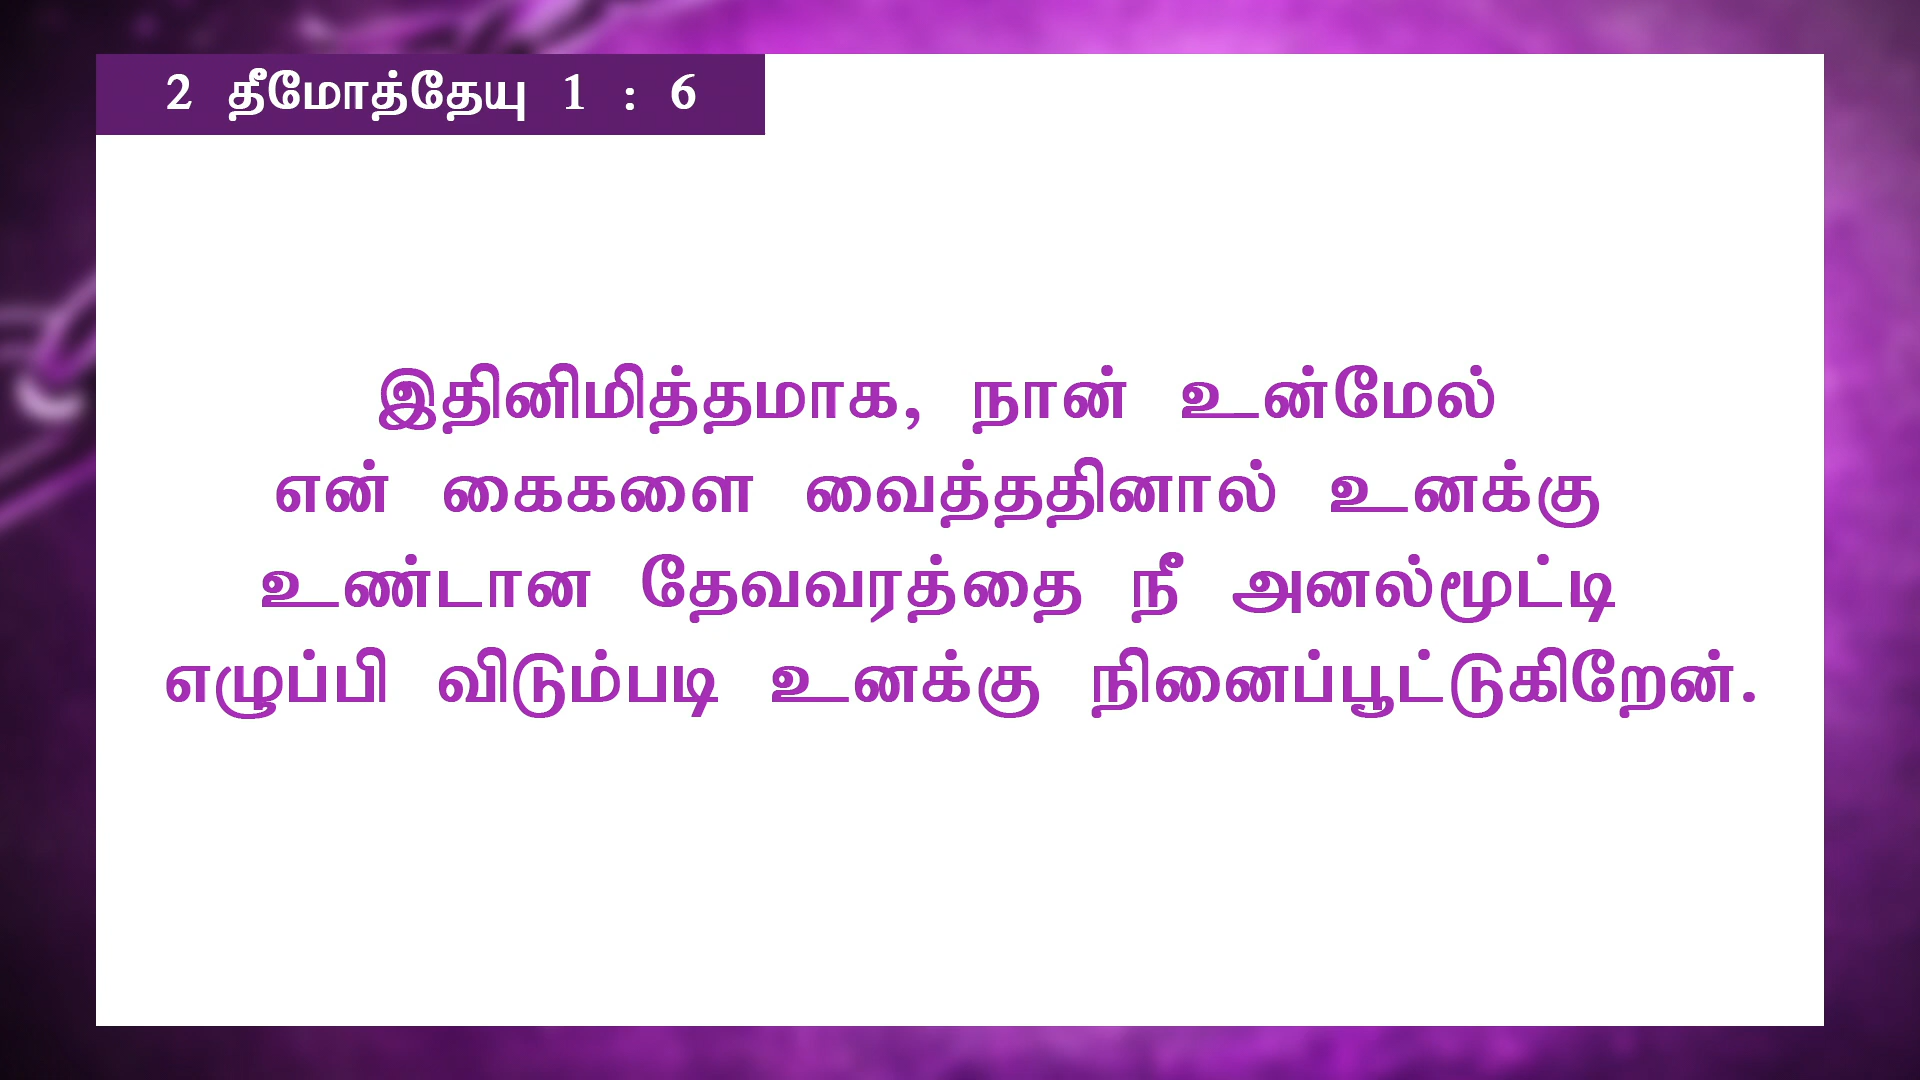 2 தீமோத்தேயு 1 : 6
இதினிமித்தமாக, நான் உன்மேல்
என் கைகளை வைத்ததினால் உனக்கு
உண்டான தேவவரத்தை நீ அனல்மூட்டி
எழுப்பி விடும்படி உனக்கு நினைப்பூட்டுகிறேன்.